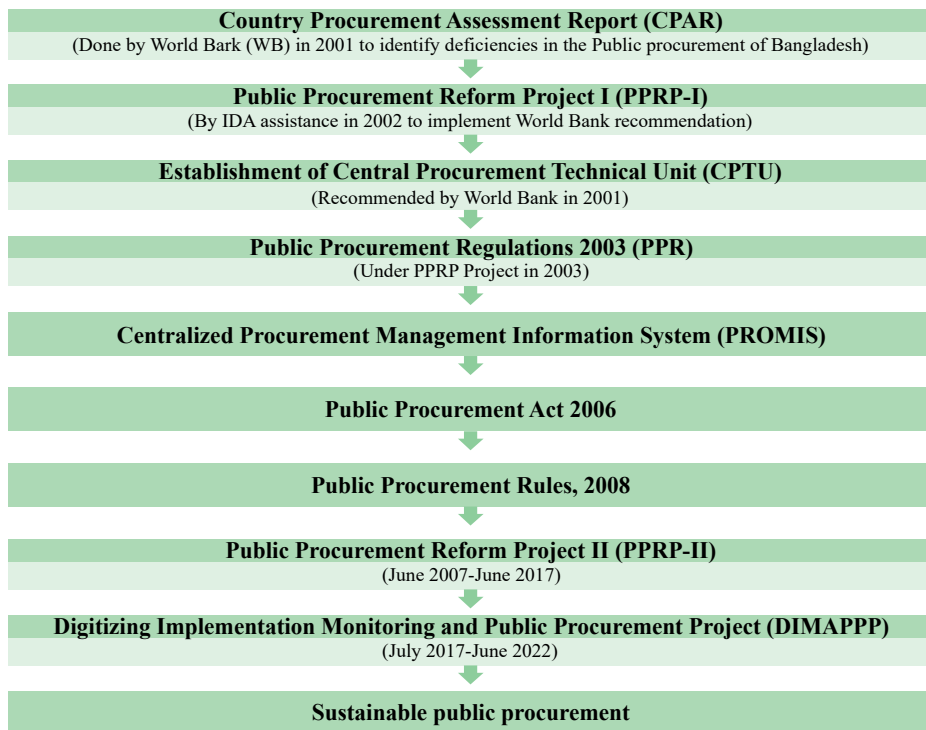 Country Procurement Assessment Report (CPAR)
(Done by World Bark (WB) in 2001 to identify deficiencies in the Public procurement of Bangladesh)
Public Procurement Reform Project I (PPRP-I)
(By IDA assistance in 2002 to implement World Bank recommendation)
Establishment of Central Procurement Technical Unit (CPTU)
(Recommended by World Bank in 2001)
Public Procurement Regulations 2003 (PPR)
(Under PPRP Project in 2003)
Centralized Procurement Management Information System (PROMIS)
Public Procurement Act 2006
Public Procurement Rules, 2008
Public Procurement Reform Project II (PPRP-II)
(June 2007-June 2017)
Digitizing Implementation Monitoring and Public Procurement Project (DIMAPPP)
(July 2017-June 2022)
Sustainable public procurement